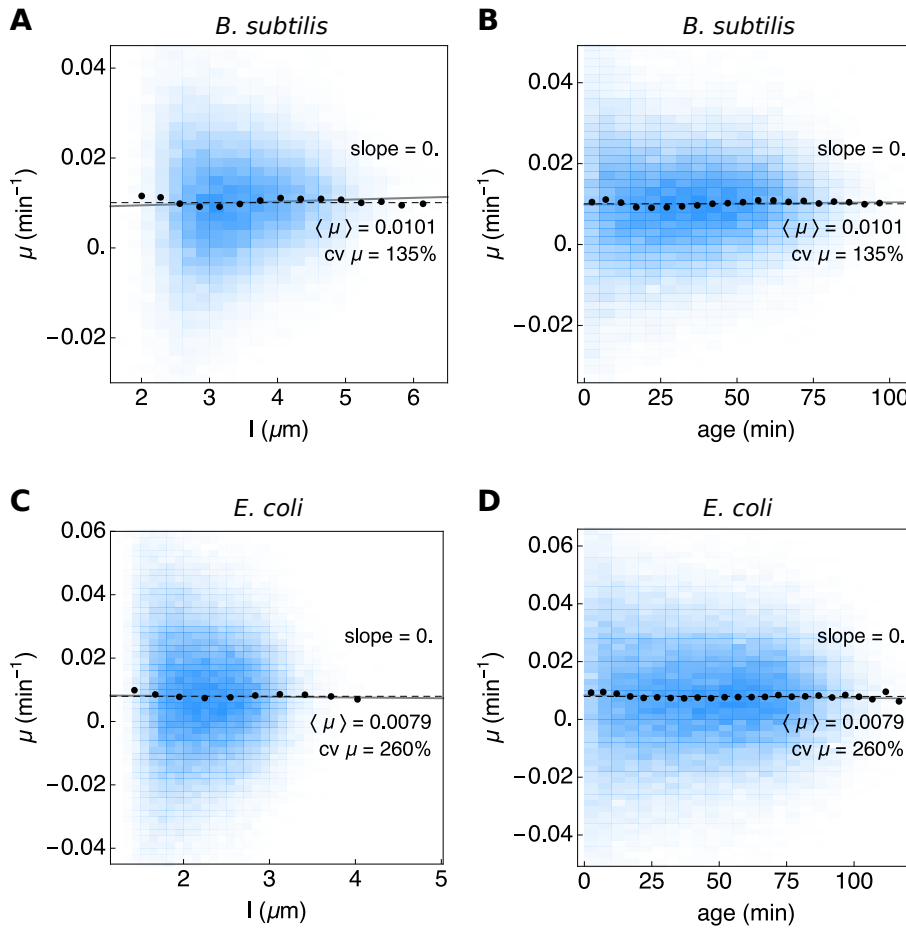 A
B. subtilis
μ (min⁻¹)
0.04
0.02
0.
−0.02
slope = 0.
⟨ μ ⟩ = 0.0101
cv μ = 135%
2 3 4 5 6
l (μm)
B
B. subtilis
μ (min⁻¹)
0.04
0.02
0.
−0.02
slope = 0.
⟨ μ ⟩ = 0.0101
cv μ = 135%
0 25 50 75 100
age (min)
C
E. coli
μ (min⁻¹)
0.06
0.04
0.02
0.
−0.02
−0.04
slope = 0.
⟨ μ ⟩ = 0.0079
cv μ = 260%
2 3 4 5
l (μm)
D
E. coli
μ (min⁻¹)
0.06
0.04
0.02
0.
−0.02
−0.04
slope = 0.
⟨ μ ⟩ = 0.0079
cv μ = 260%
0 25 50 75 100
age (min)